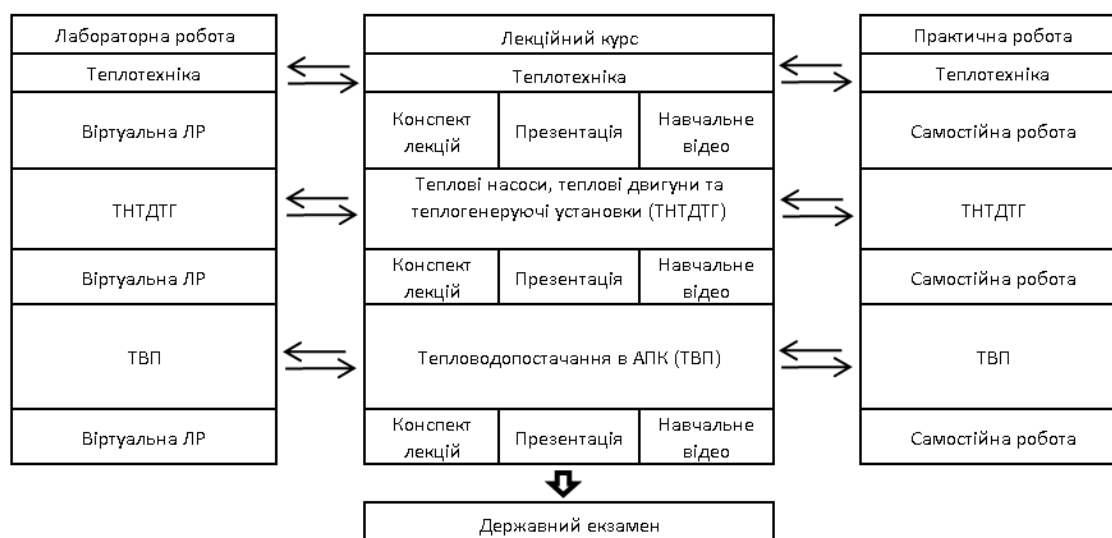 Лабораторна робота
Теплотехніка
Віртуальна ЛР
ТНТДТГ
Віртуальна ЛР
ТВП
Віртуальна ЛР
Лекційний курс
Теплотехніка
Конспект
лекцій
Презентація
Навчальне
відео
Теплові насоси, теплові двигуни та
теплогенеруючі установки (ТНТДТГ)
Конспект
лекцій
Презентація
Навчальне
відео
Тепловодопостачання в АПК (ТВП)
Конспект
лекцій
Презентація
Навчальне
відео
Державний екзамен
Практична робота
Теплотехніка
Самостійна робота
ТНТДТГ
Самостійна робота
ТВП
Самостійна робота